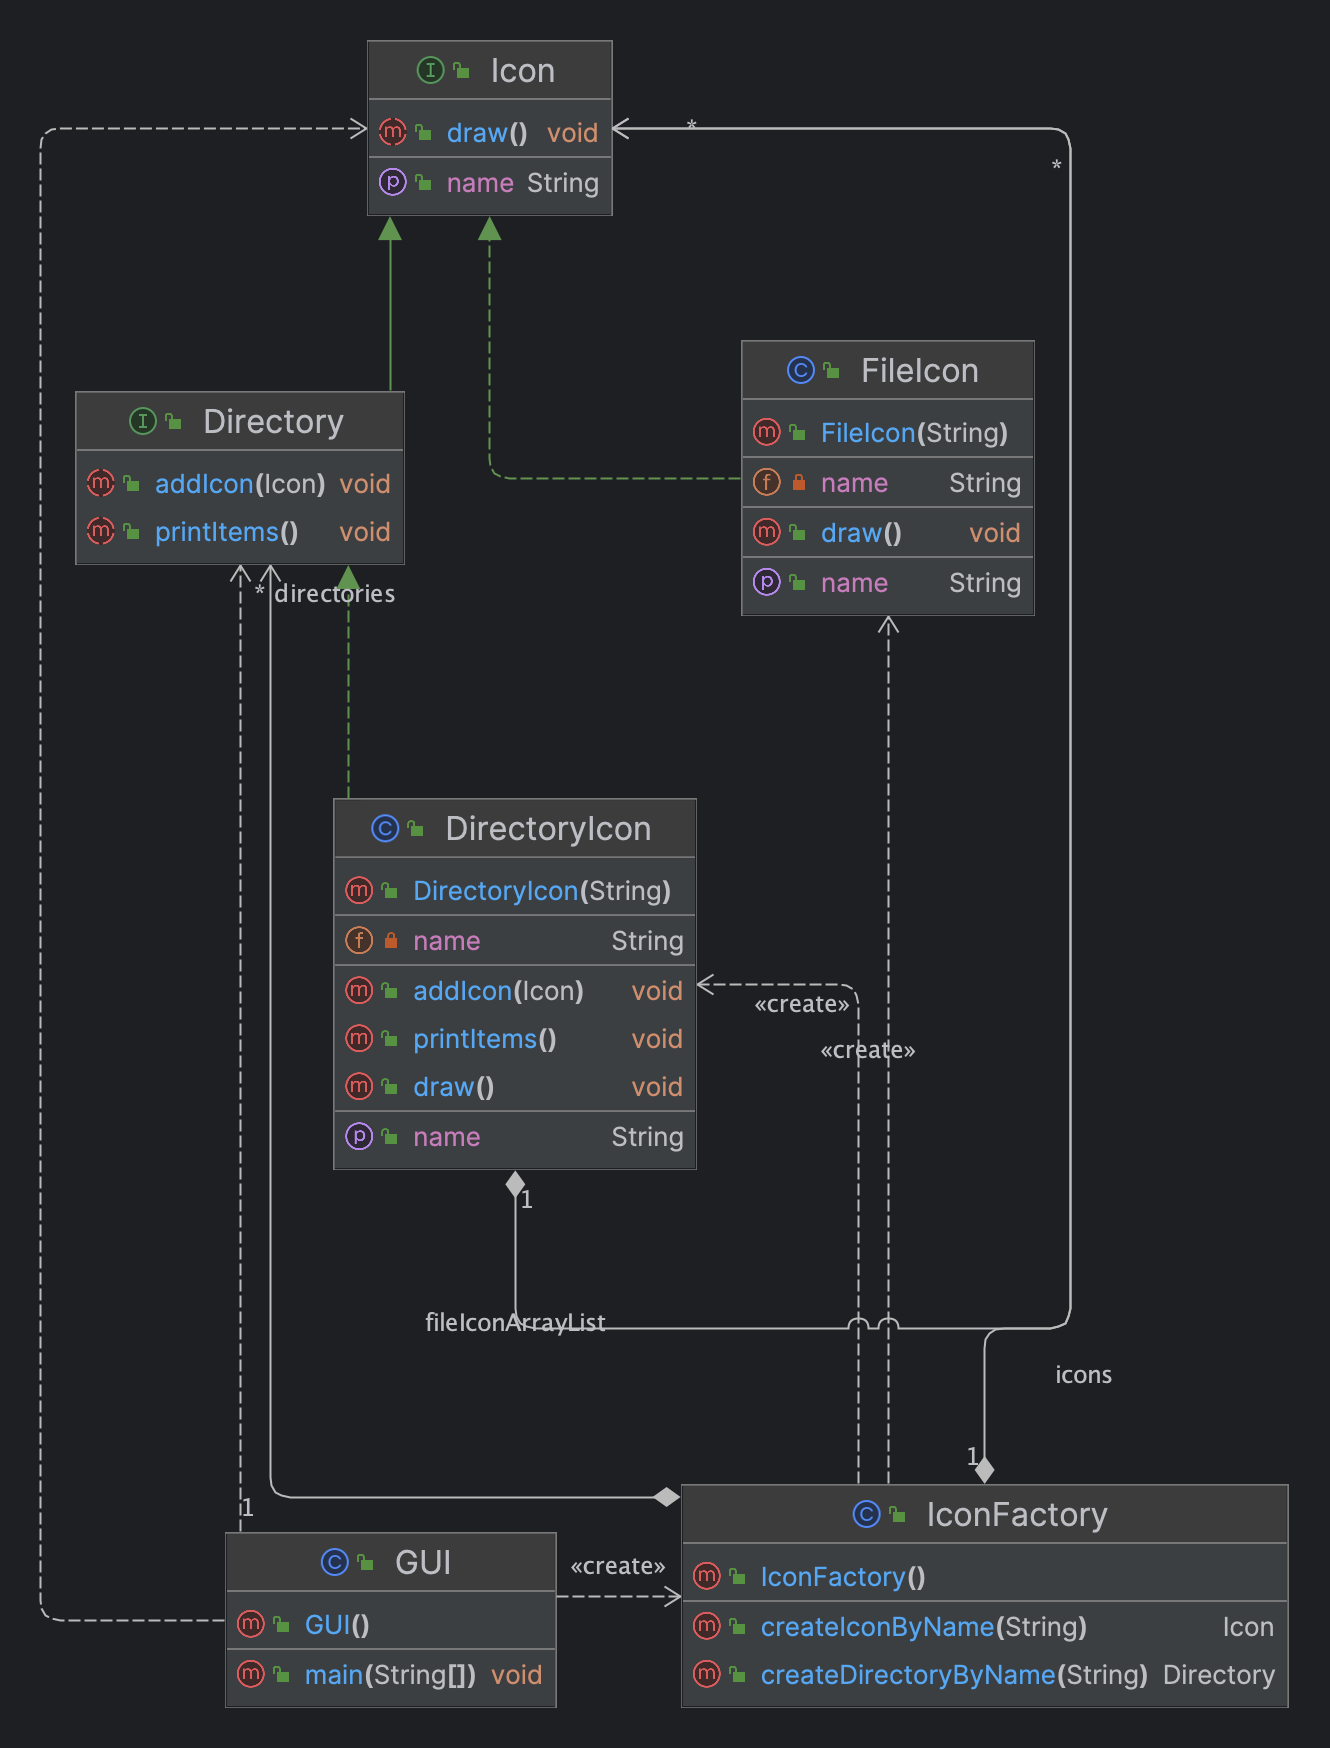 Icon
draw() void
name String
*
*
FileIcon
FileIcon(String)
name String
draw() void
name String
Directory
addIcon(Icon) void
printItems() void
* directories
DirectoryIcon
DirectoryIcon(String)
name String
addIcon(Icon) void
printItems() void
draw() void
name String
«create»
«create»
1
fileIconArrayList
icons
1
1
GUI
GUI()
main(String[]) void
«create»
IconFactory
IconFactory()
createIconByName(String) Icon
createDirectoryByName(String) Directory